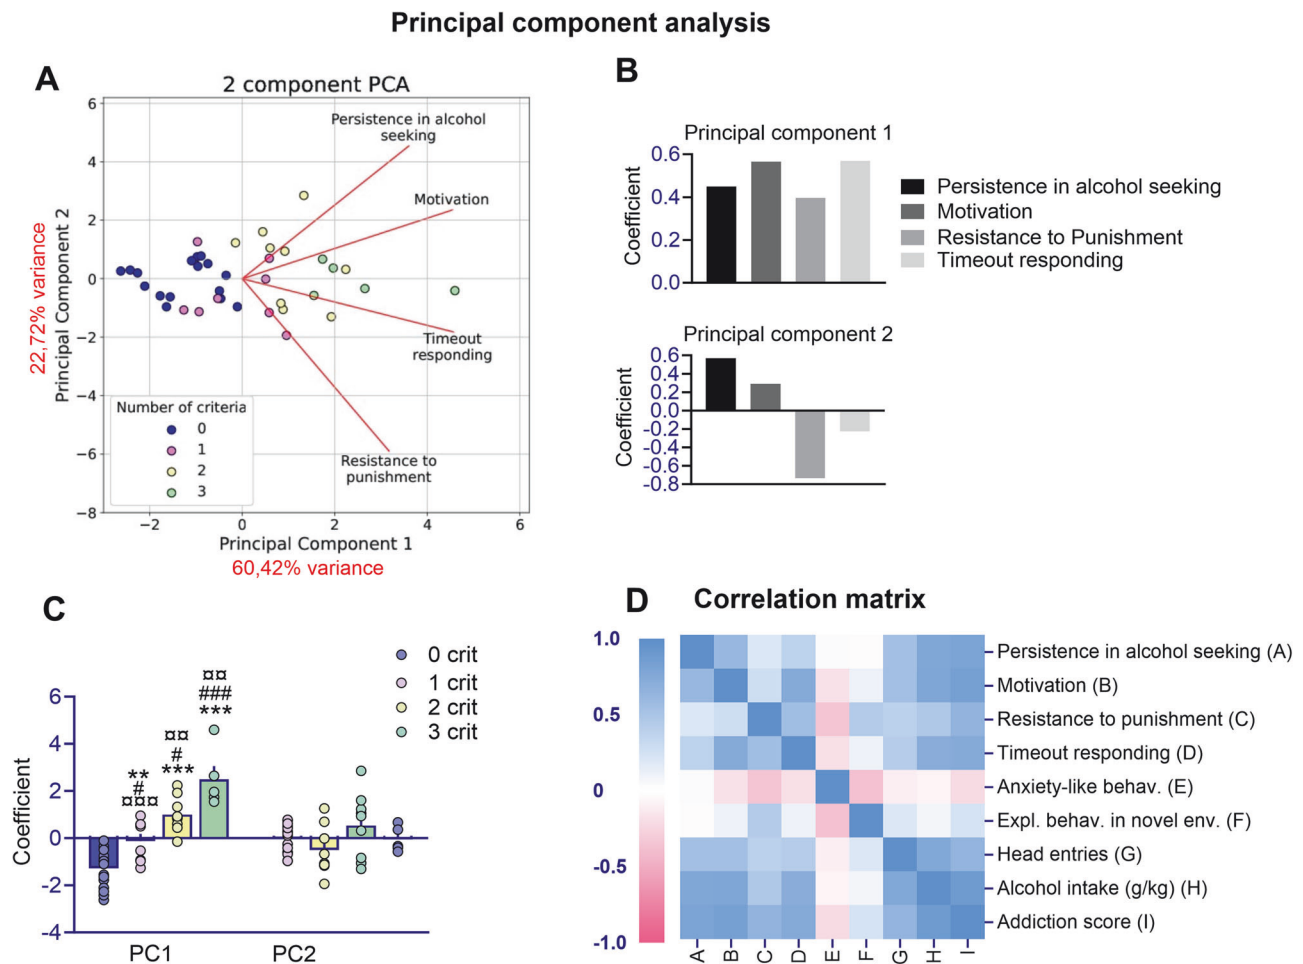 Principal component analysis
A
2 component PCA
6
4
2
0
−2
−4
−6
−8
Principal Component 2
22,72% variance
Persistence in alcohol
seeking
Motivation
Timeout
responding
Resistance to
punishment
Number of criteria
0
1
2
3
−2
0
2
4
6
Principal Component 1
60,42% variance
B
Principal component 1
0.6
0.4
0.2
0.0
Coefficient
Persistence in alcohol seeking
Motivation
Resistance to Punishment
Timeout responding
Principal component 2
0.6
0.4
0.2
0.0
-0.2
-0.4
-0.6
-0.8
Coefficient
C
0 crit
1 crit
2 crit
3 crit
6
4
2
0
-2
-4
Coefficient
**
#
¤¤¤
¤¤
#
***
¤¤
###
***
PC1
PC2
D
Correlation matrix
1.0
0.5
0
-0.5
-1.0
Persistence in alcohol seeking (A)
Motivation (B)
Resistance to punishment (C)
Timeout responding (D)
Anxiety-like behav. (E)
Expl. behav. in novel env. (F)
Head entries (G)
Alcohol intake (g/kg) (H)
Addiction score (I)
A
B
C
D
E
F
G
H
I